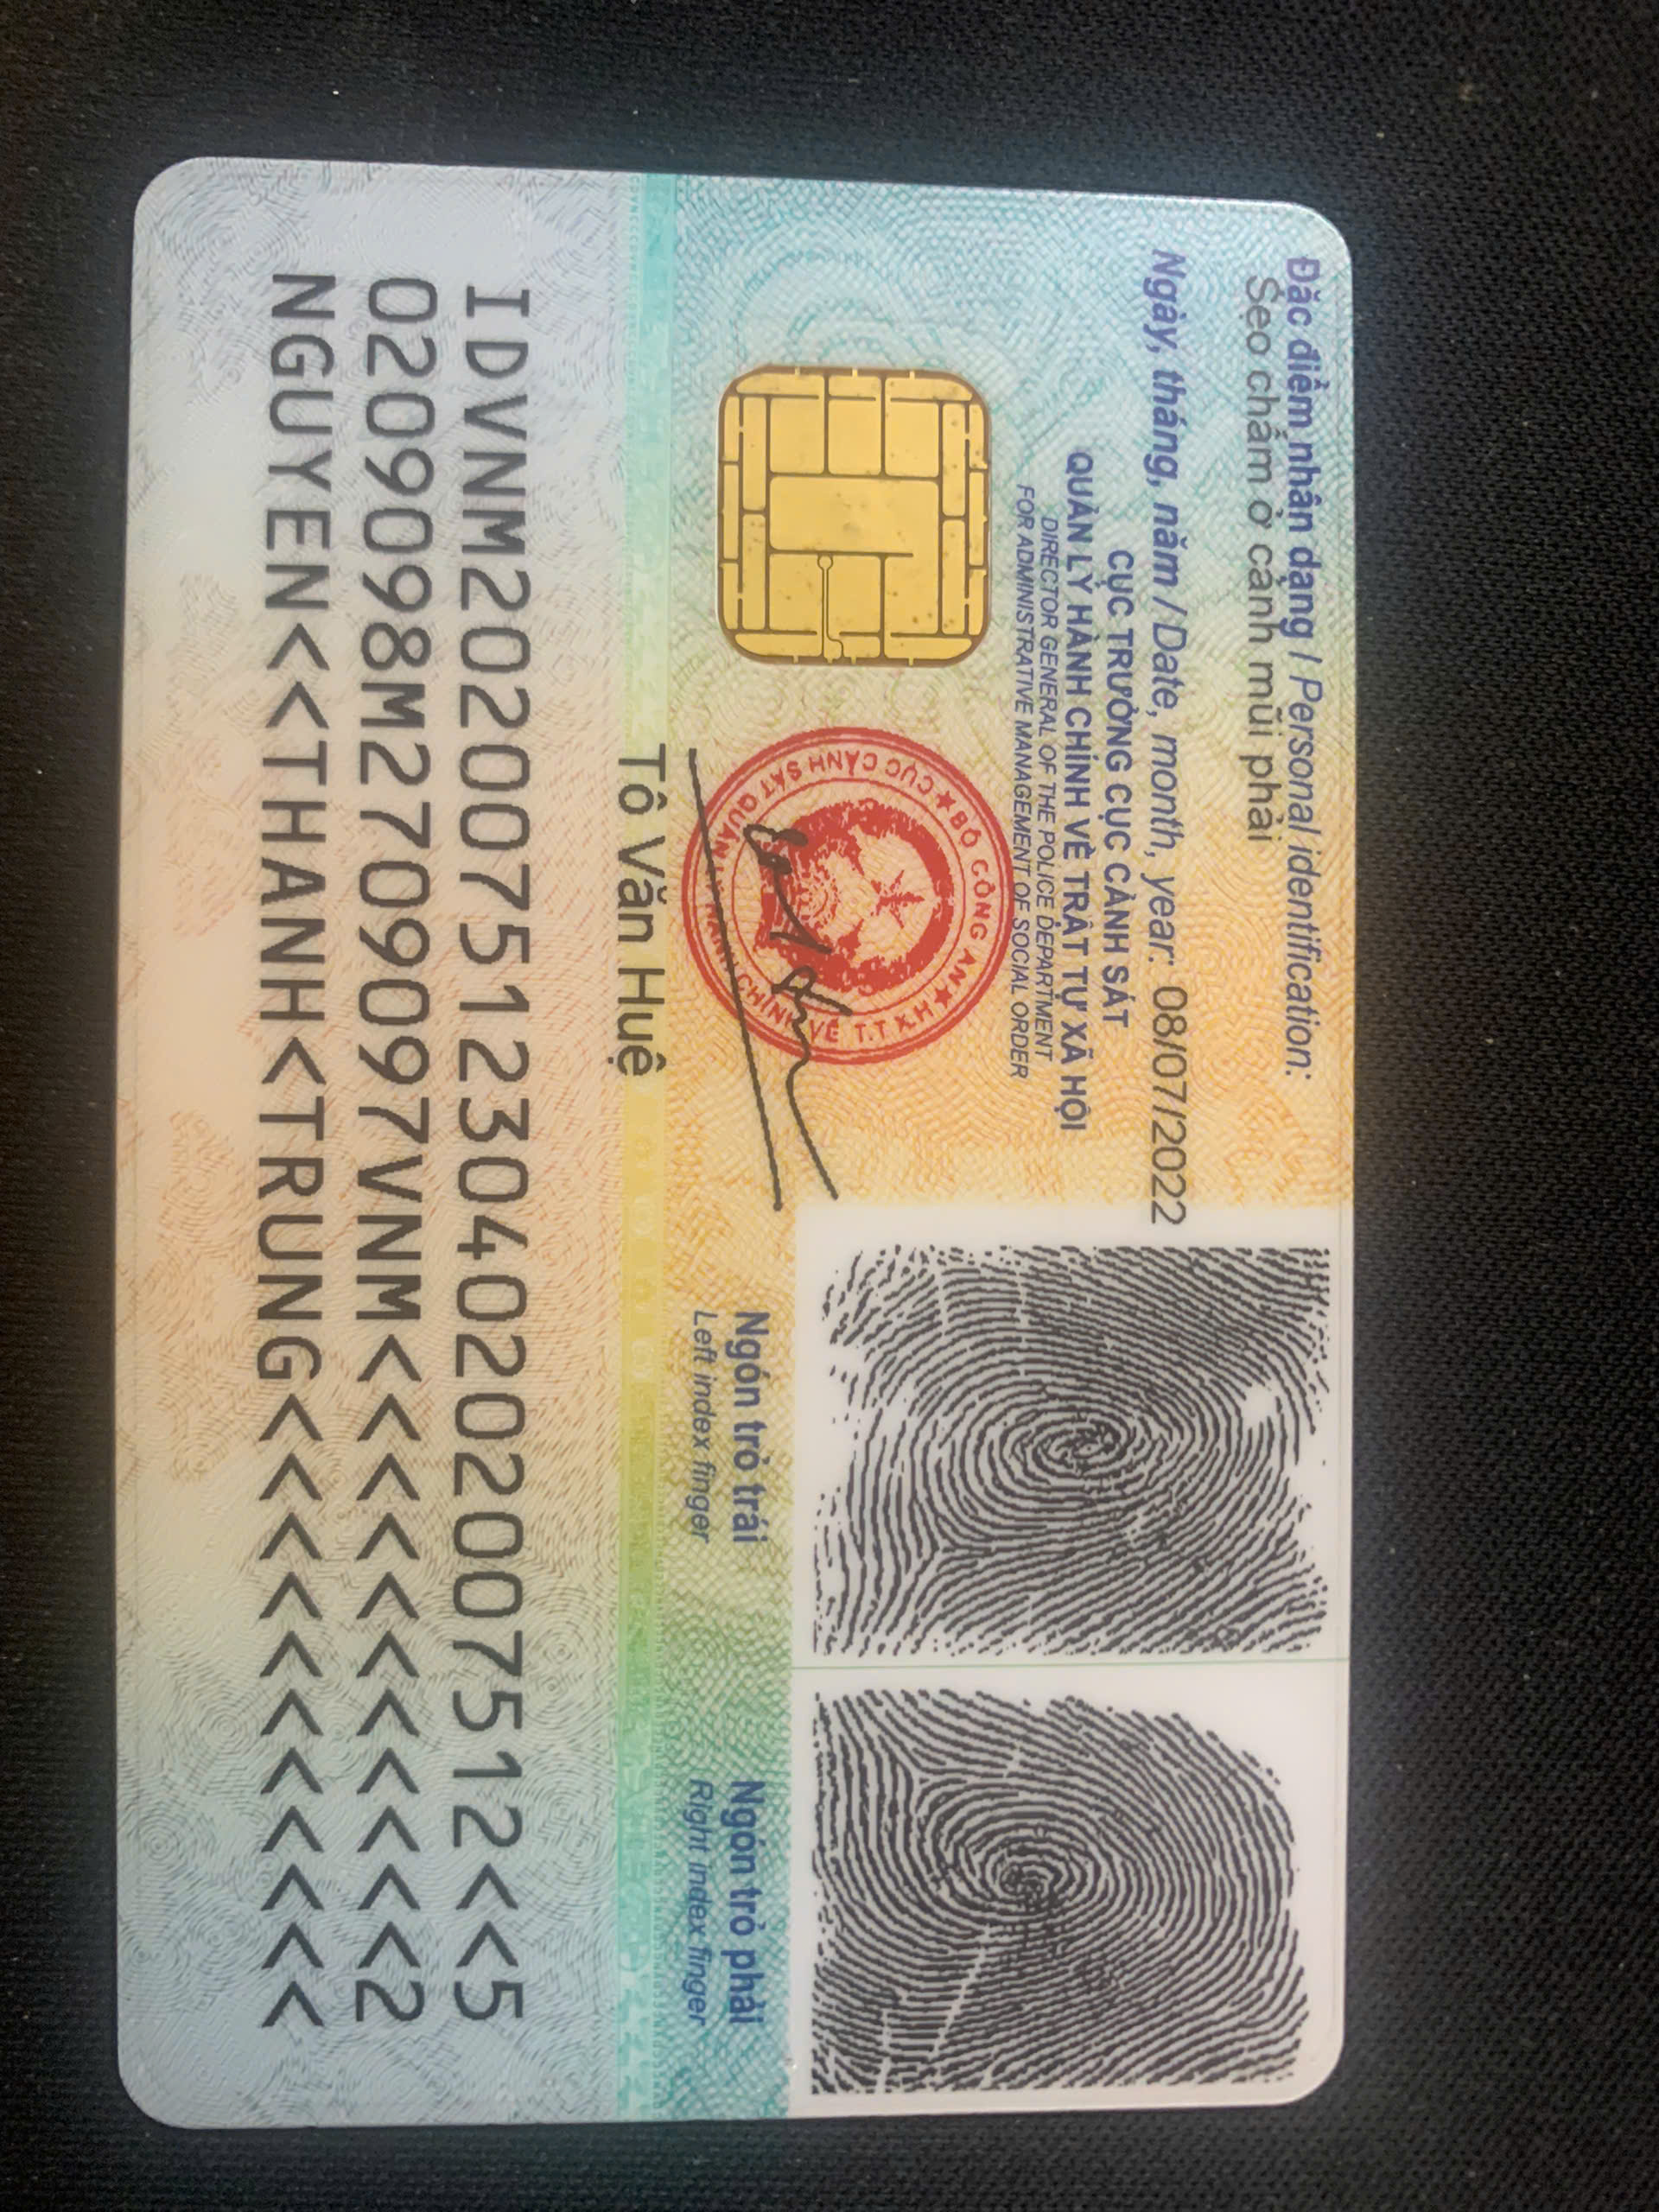 Đặc điểm nhân dạng / Personal identification:
Sẹo chấm ở cánh mũi phải
Ngày, tháng, năm / Date, month, year: 08/07/2022
CỤC TRƯỞNG CỤC CẢNH SÁT
QUẢN LÝ HÀNH CHÍNH VỀ TRẬT TỰ XÃ HỘI
DIRECTOR GENERAL OF THE POLICE DEPARTMENT
FOR ADMINISTRATIVE MANAGEMENT OF SOCIAL ORDER
★ BỘ CÔNG AN ★
CỤC CẢNH SÁT QUẢN LÝ HÀNH CHÍNH VỀ T.T.X.H
Tô Văn Huệ
Ngón trỏ trái
Left index finger
Ngón trỏ phải
Right index finger
IDVNM2020075123040202007512<<5
0209098M2709097VNM<<<<<<<<<<<2
NGUYEN<<THANH<TRUNG<<<<<<<<<<<